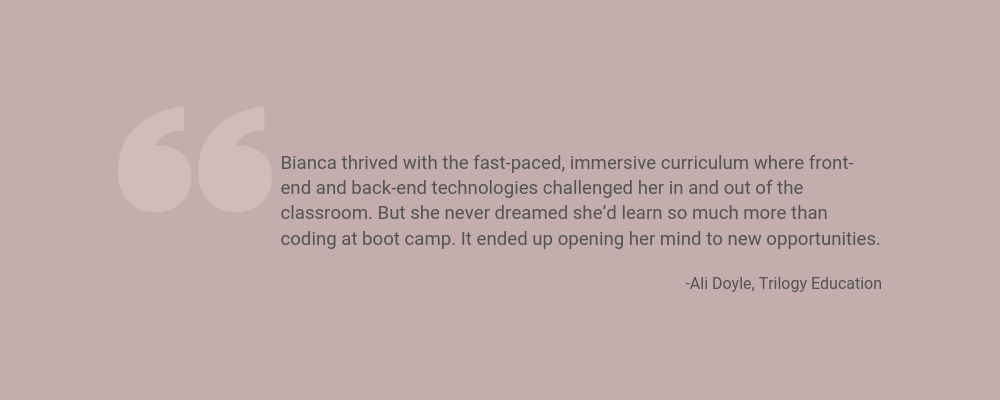 Bianca thrived with the fast-paced, immersive curriculum where front-
end and back-end technologies challenged her in and out of the
classroom. But she never dreamed she’d learn so much more than
coding at boot camp. It ended up opening her mind to new opportunities.
-Ali Doyle, Trilogy Education